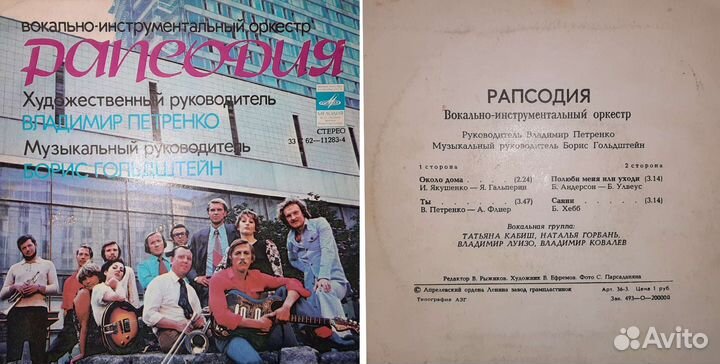 вокально-инструментальный оркестр
РАПСОДИЯ
Художественный руководитель
ВЛАДИМИР ПЕТРЕНКО
Музыкальный руководитель
БОРИС ГОЛЬДШТЕЙН
МЕЛОДИЯ
СТЕРЕО
33 С 62—11283-4
РАПСОДИЯ
Вокально-инструментальный оркестр
Руководитель Владимир Петренко
Музыкальный руководитель Борис Гольдштейн
1 сторона 2 сторона
Около дома (2.24) Полюби меня или уходи (3.14)
И. Якушенко — Я. Гальперин Б. Андерсон — Б. Улвеус
Ты (3.47) Санни (3.14)
В. Петренко — А. Флиер Б. Хебб
Вокальная группа:
ТАТЬЯНА КАБИШ, НАТАЛЬЯ ГОРБАНЬ,
ВЛАДИМИР ЛУИЗО, ВЛАДИМИР КОВАЛЕВ
Редактор В. Рыжиков. Художник В. Ефремов. Фото С. Парсаданяна
© Апрелевский ордена Ленина завод грампластинок Арт. 36-3. Цена 1 руб.
Типография АЗГ Зак. 493—О—200000
Avito